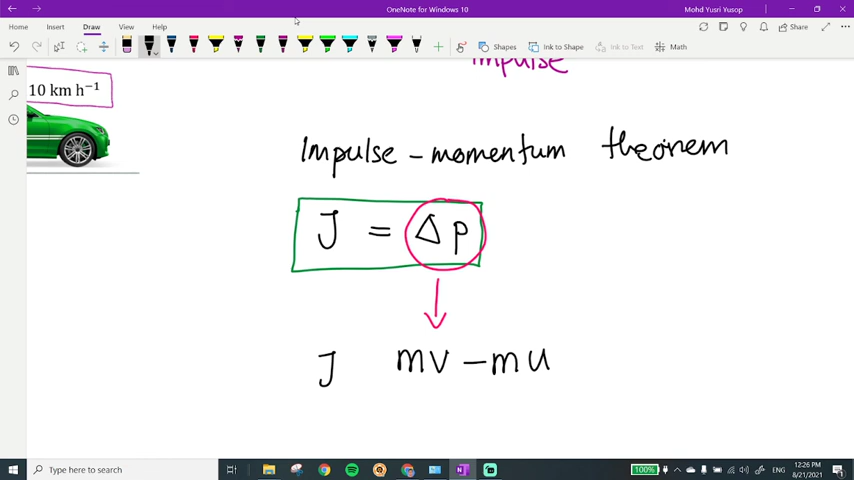 OneNote for Windows 10
Mohd Yusri Yusop
Home Insert Draw View Help
Share
Shapes Ink to Shape Ink to Text Math
Impulse
10 km h⁻¹
Impulse - momentum theorem
J = Δp
J mv - mu
Type here to search
100%
ENG
12:26 PM
8/21/2021